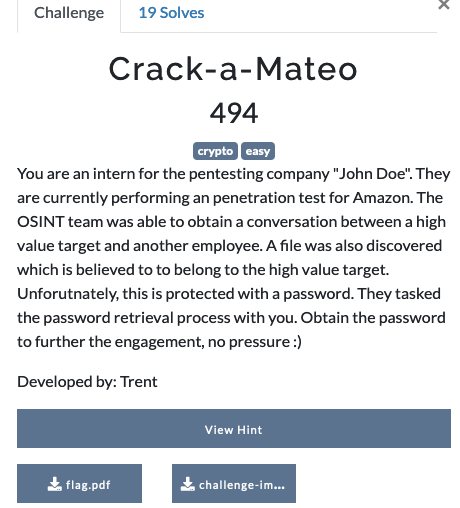 Challenge
19 Solves
×
Crack-a-Mateo
494
crypto easy
You are an intern for the pentesting company "John Doe". They
are currently performing an penetration test for Amazon. The
OSINT team was able to obtain a conversation between a high
value target and another employee. A file was also discovered
which is believed to to belong to the high value target.
Unforutnately, this is protected with a password. They tasked
the password retrieval process with you. Obtain the password
to further the engagement, no pressure :)
Developed by: Trent
View Hint
flag.pdf
challenge-im...